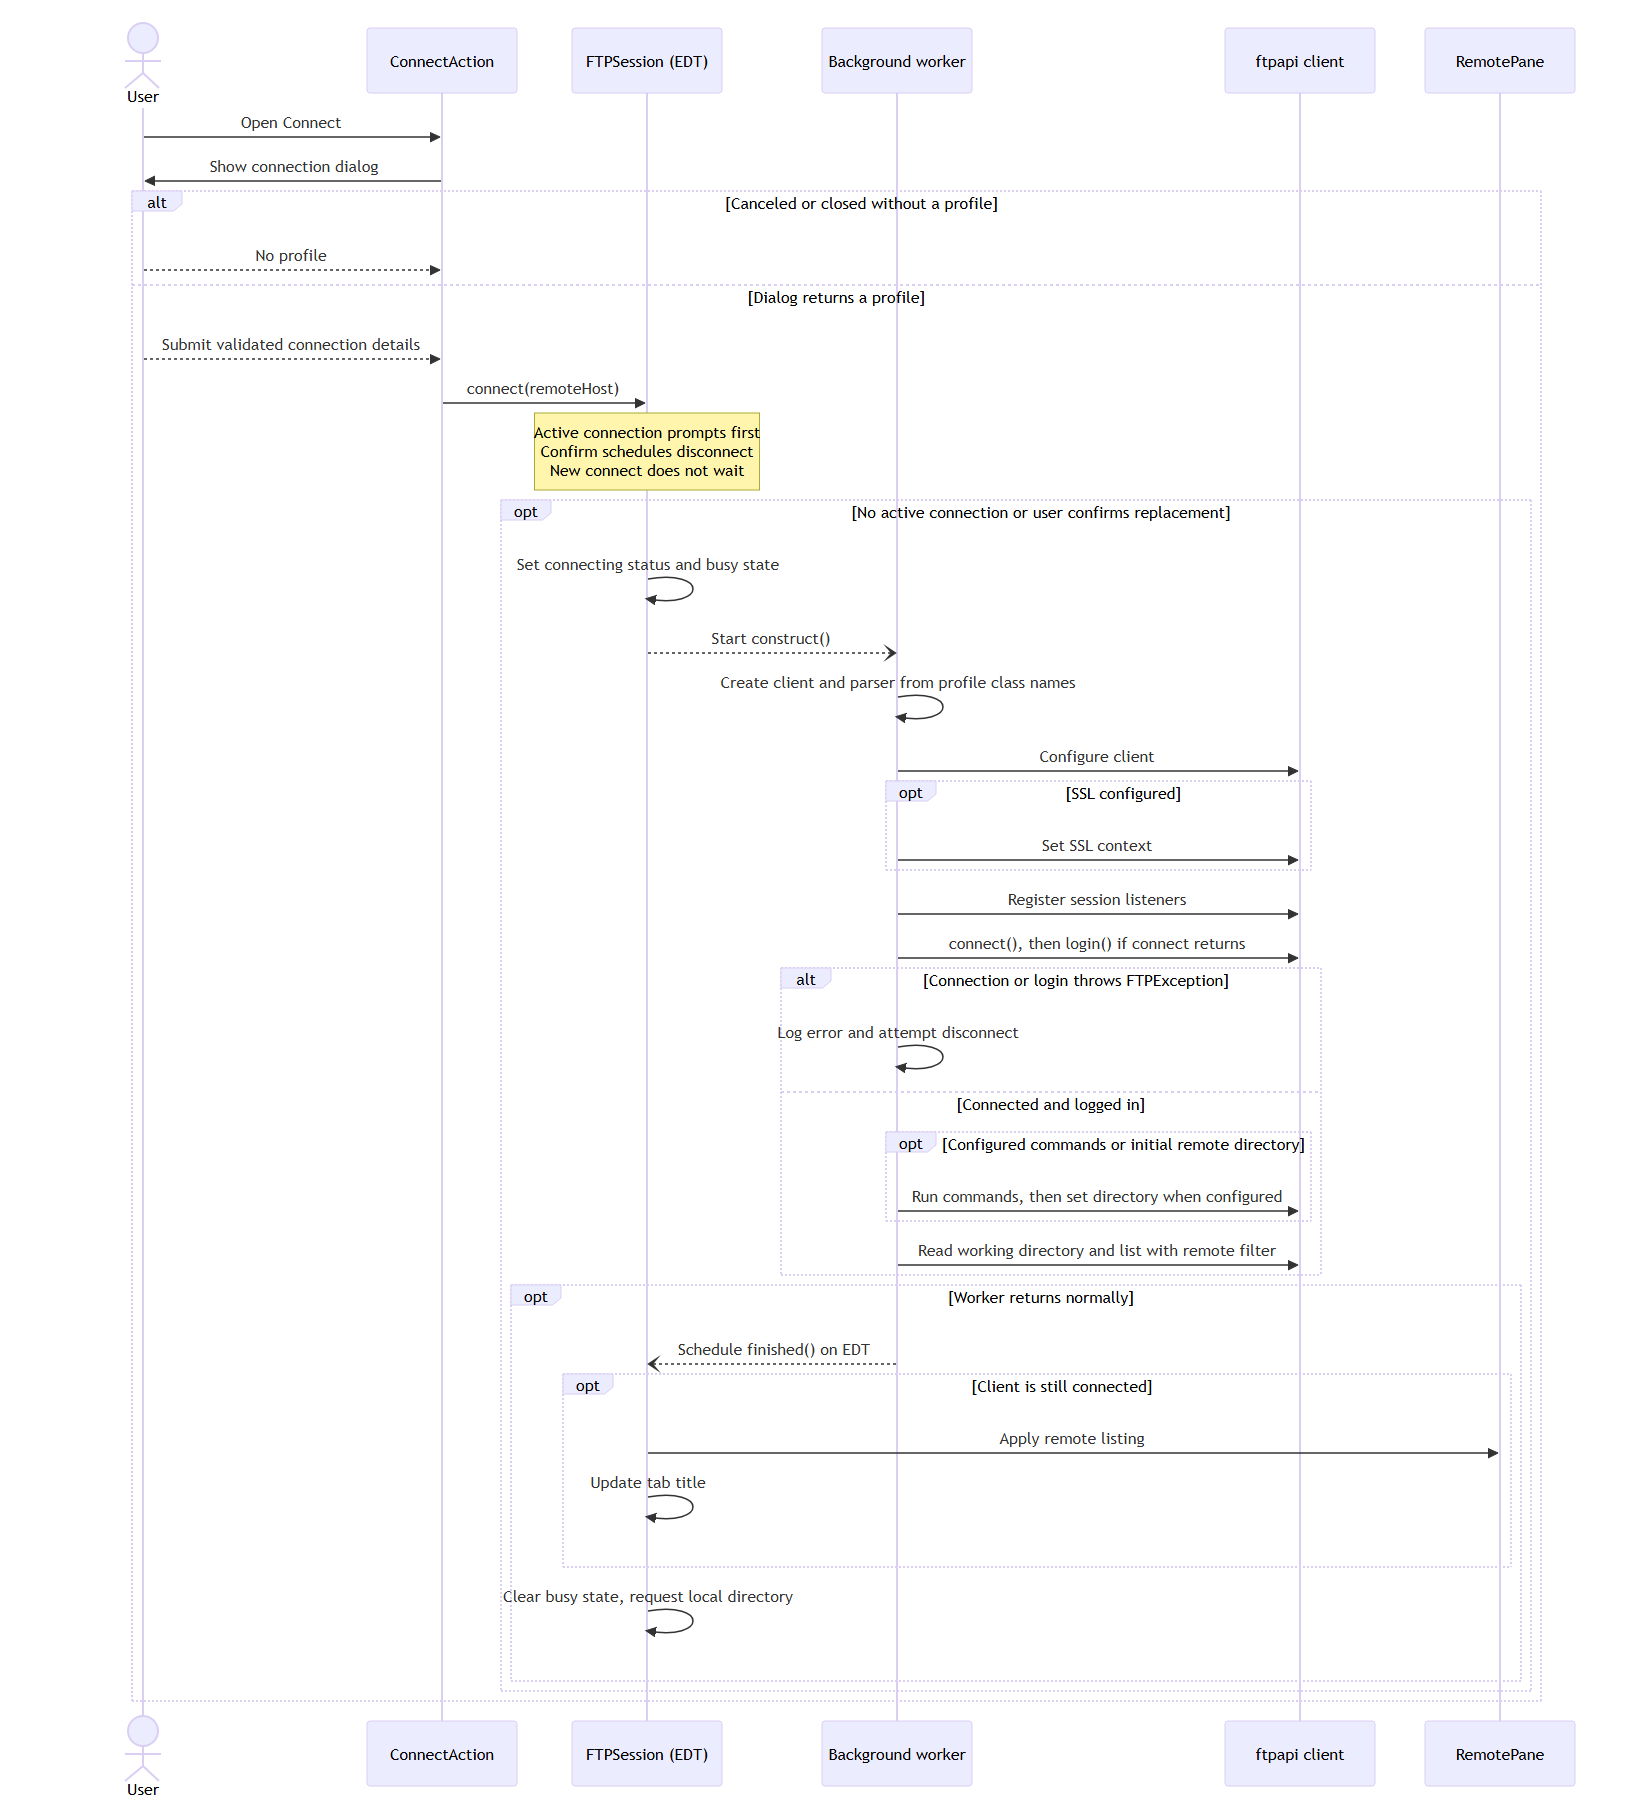 User
ConnectAction
FTPSession (EDT)
Background worker
ftpapi client
RemotePane
Open Connect
Show connection dialog
alt
[Canceled or closed without a profile]
No profile
[Dialog returns a profile]
Submit validated connection details
connect(remoteHost)
Active connection prompts first
Confirm schedules disconnect
New connect does not wait
opt
[No active connection or user confirms replacement]
Set connecting status and busy state
Start construct()
Create client and parser from profile class names
Configure client
opt
[SSL configured]
Set SSL context
Register session listeners
connect(), then login() if connect returns
alt
[Connection or login throws FTPException]
Log error and attempt disconnect
[Connected and logged in]
opt
[Configured commands or initial remote directory]
Run commands, then set directory when configured
Read working directory and list with remote filter
opt
[Worker returns normally]
Schedule finished() on EDT
opt
[Client is still connected]
Apply remote listing
Update tab title
Clear busy state, request local directory
User
ConnectAction
FTPSession (EDT)
Background worker
ftpapi client
RemotePane